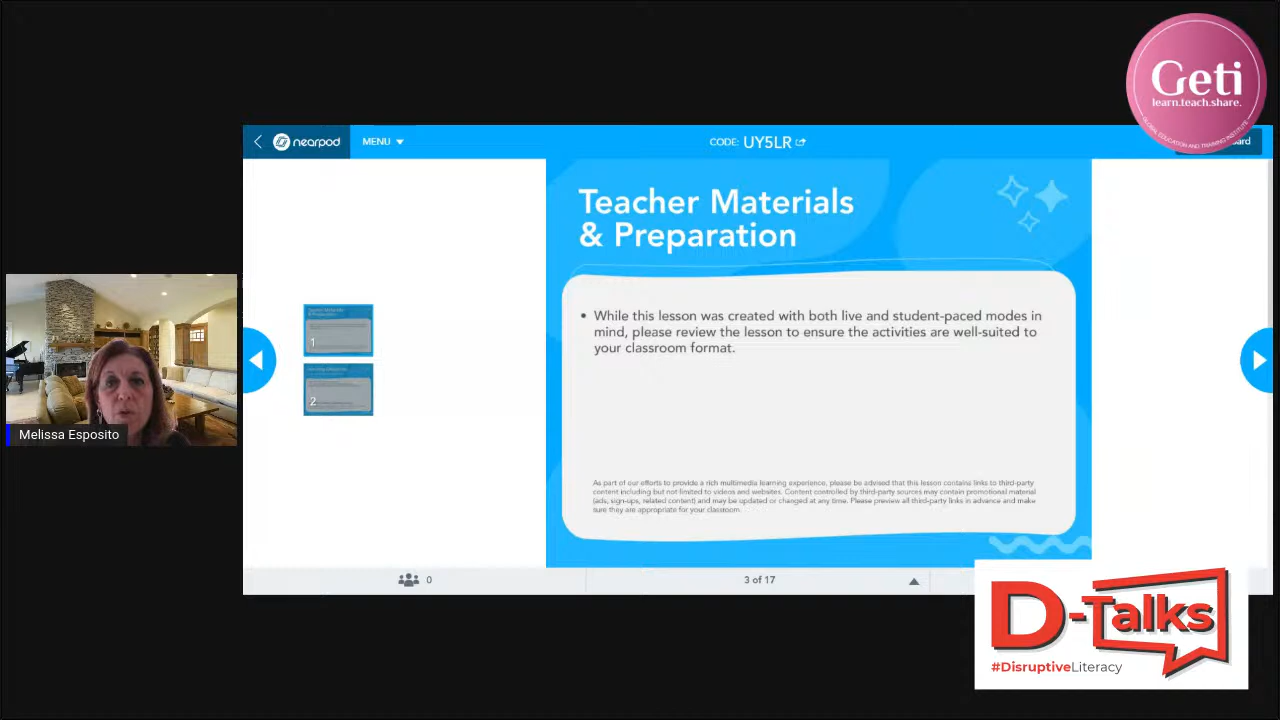 Geti
learn.teach.share.
GLOBAL EDUCATION AND TRAINING INSTITUTE
nearpod
MENU
CODE: UY5LR
Teacher Materials
& Preparation
• While this lesson was created with both live and student-paced modes in
mind, please review the lesson to ensure the activities are well-suited to
your classroom format.
As part of our efforts to provide a rich multimedia learning experience, please be advised that this lesson contains links to third-party
content including but not limited to videos and websites. Content controlled by third-party sources may contain promotional material
(ads, sign-ups, related content) and may be updated or changed at any time. Please preview all third-party links in advance and make
sure they are appropriate for your classroom.
1
2
Melissa Esposito
0
3 of 17
D-Talks
#DisruptiveLiteracy